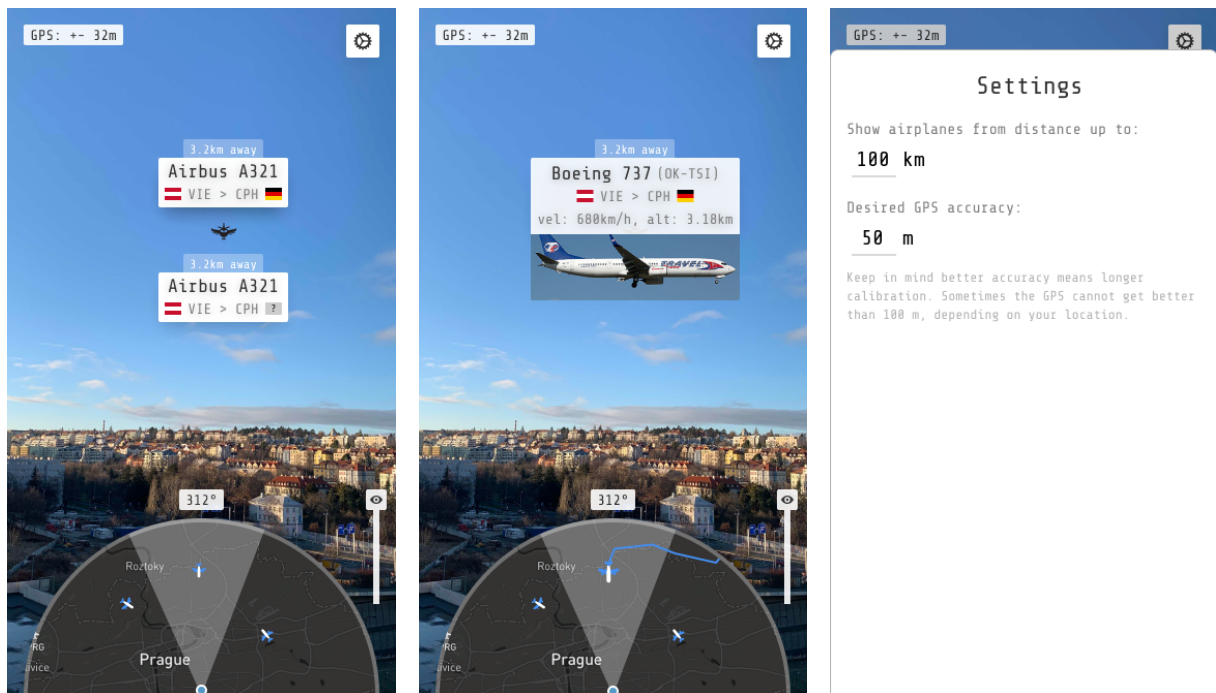 GPS: +- 32m
3.2km away
Airbus A321
VIE > CPH
3.2km away
Airbus A321
VIE > CPH ?
312°
Roztoky
RG
avice
Prague
GPS: +- 32m
3.2km away
Boeing 737 (OK-TSI)
VIE > CPH
vel: 680km/h, alt: 3.18km
TRAVEL
312°
Roztoky
RG
avice
Prague
GPS: +- 32m
Settings
Show airplanes from distance up to:
100 km
Desired GPS accuracy:
50 m
Keep in mind better accuracy means longer
calibration. Sometimes the GPS cannot get better
than 100 m, depending on your location.